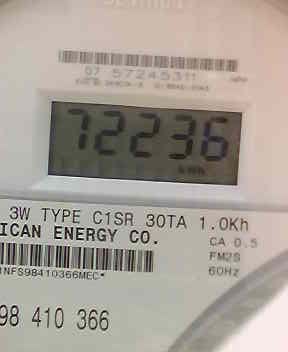 07 57245311
72236
kWh
3W TYPE C1SR 30TA 1.0Kh
ICAN ENERGY CO.
CA 0.5
FM2S
60Hz
1NFS98410366MEC*
98 410 366